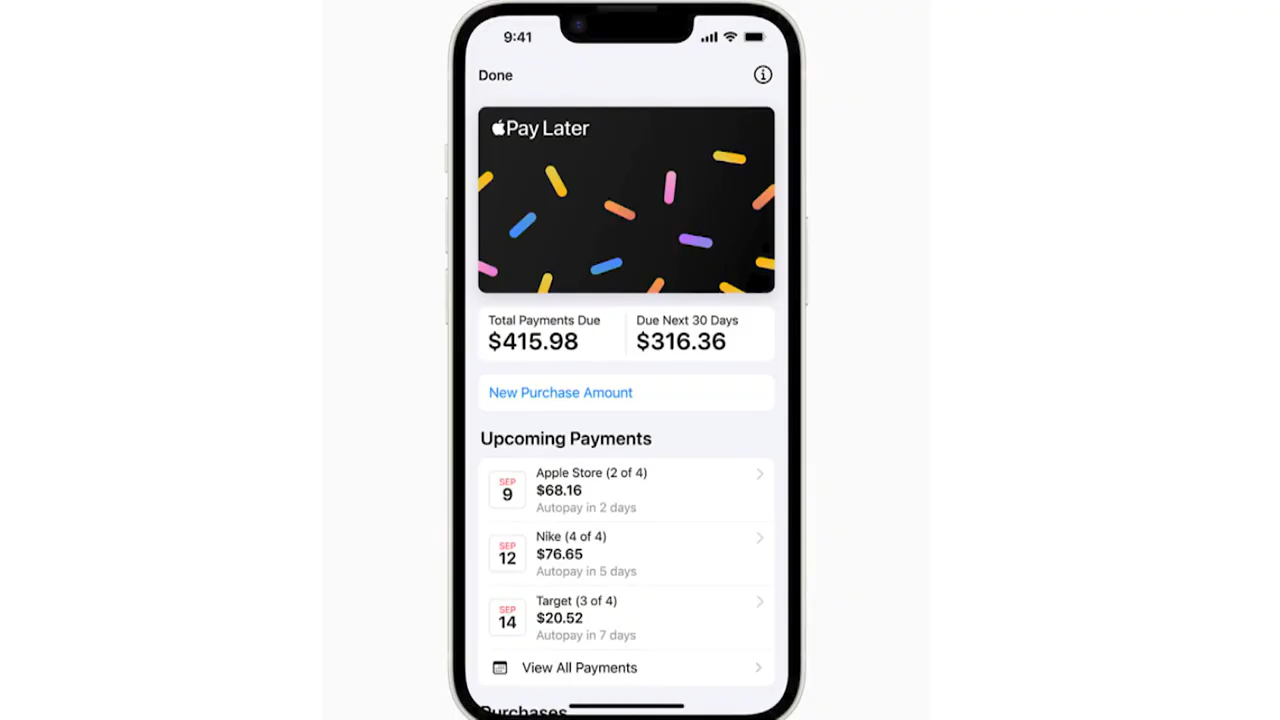 9:41
Done
Pay Later
Total Payments Due
$415.98
Due Next 30 Days
$316.36
New Purchase Amount
Upcoming Payments
SEP
9
Apple Store (2 of 4)
$68.16
Autopay in 2 days
SEP
12
Nike (4 of 4)
$76.65
Autopay in 5 days
SEP
14
Target (3 of 4)
$20.52
Autopay in 7 days
View All Payments
Purchases